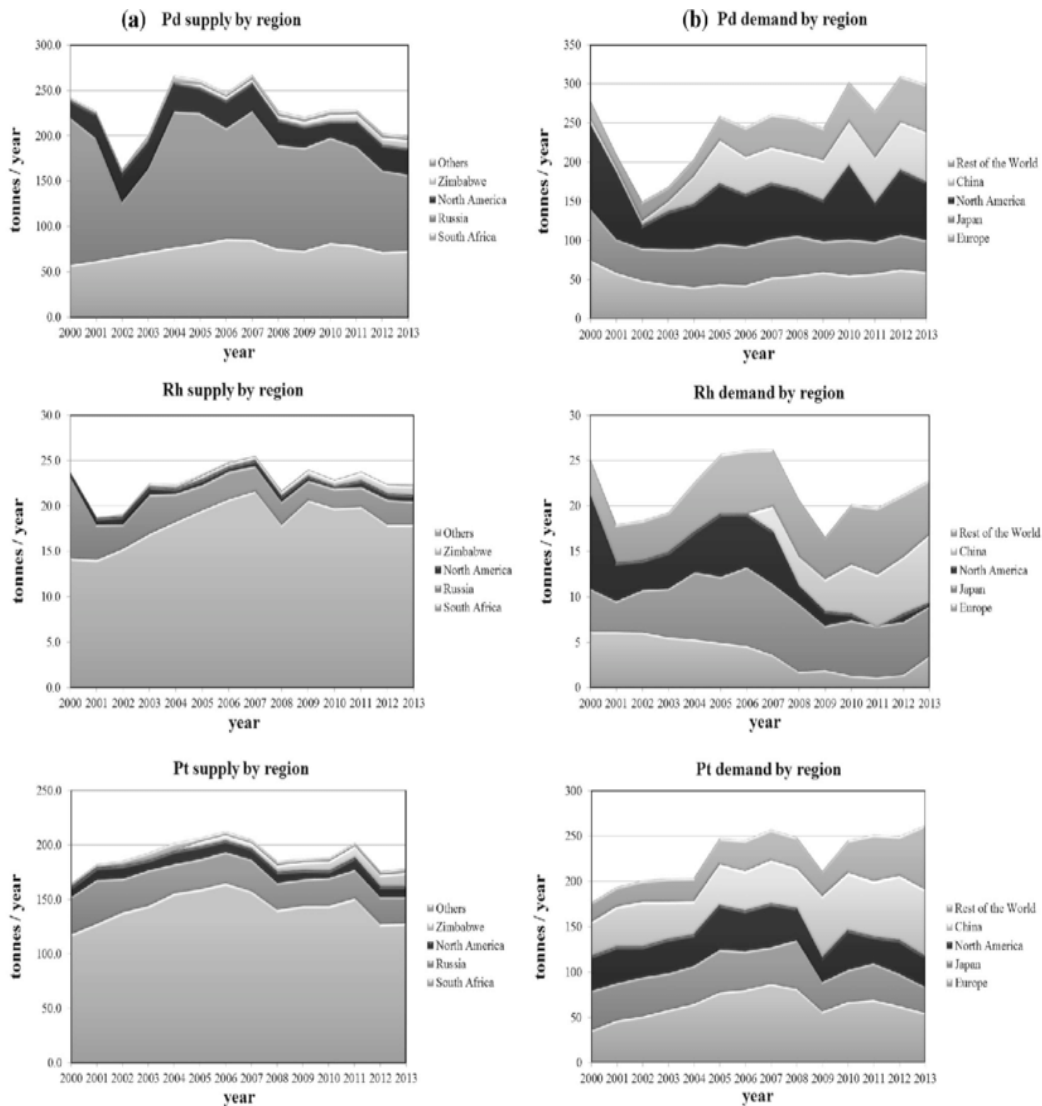 (a) Pd supply by region
300.0
250.0
200.0
150.0
100.0
50.0
0.0
tonnes / year
2000 2001 2002 2003 2004 2005 2006 2007 2008 2009 2010 2011 2012 2013
year
Others
Zimbabwe
North America
Russia
South Africa
(b) Pd demand by region
350
300
250
200
150
100
50
0
tonnes / year
2000 2001 2002 2003 2004 2005 2006 2007 2008 2009 2010 2011 2012 2013
year
Rest of the World
China
North America
Japan
Europe
Rh supply by region
30.0
25.0
20.0
15.0
10.0
5.0
0.0
tonnes / year
2000 2001 2002 2003 2004 2005 2006 2007 2008 2009 2010 2011 2012 2013
year
Others
Zimbabwe
North America
Russia
South Africa
Rh demand by region
30
25
20
15
10
5
0
tonnes / year
2000 2001 2002 2003 2004 2005 2006 2007 2008 2009 2010 2011 2012 2013
year
Rest of the World
China
North America
Japan
Europe
Pt supply by region
250.0
200.0
150.0
100.0
50.0
0.0
tonnes / year
2000 2001 2002 2003 2004 2005 2006 2007 2008 2009 2010 2011 2012 2013
year
Others
Zimbabwe
North America
Russia
South Africa
Pt demand by region
300
250
200
150
100
50
0
tonnes / year
2000 2001 2002 2003 2004 2005 2006 2007 2008 2009 2010 2011 2012 2013
year
Rest of the World
China
North America
Japan
Europe